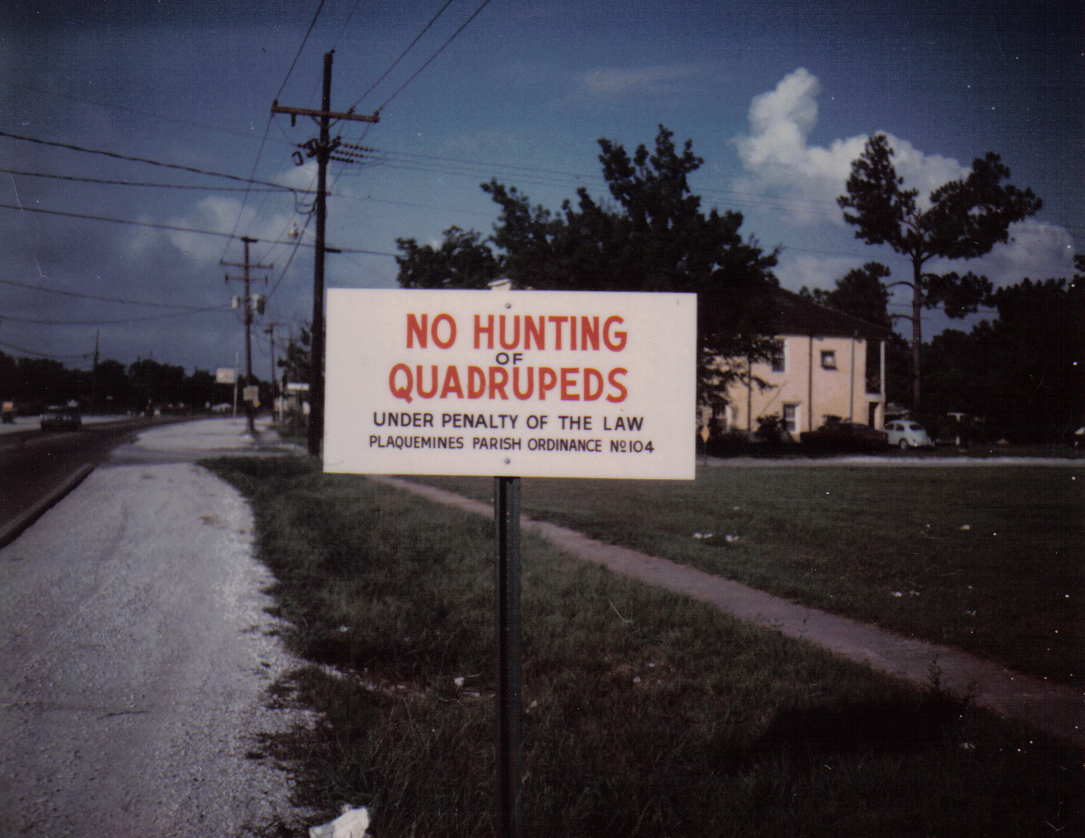 NO HUNTING
OF
QUADRUPEDS
UNDER PENALTY OF THE LAW
PLAQUEMINES PARISH ORDINANCE Nº104